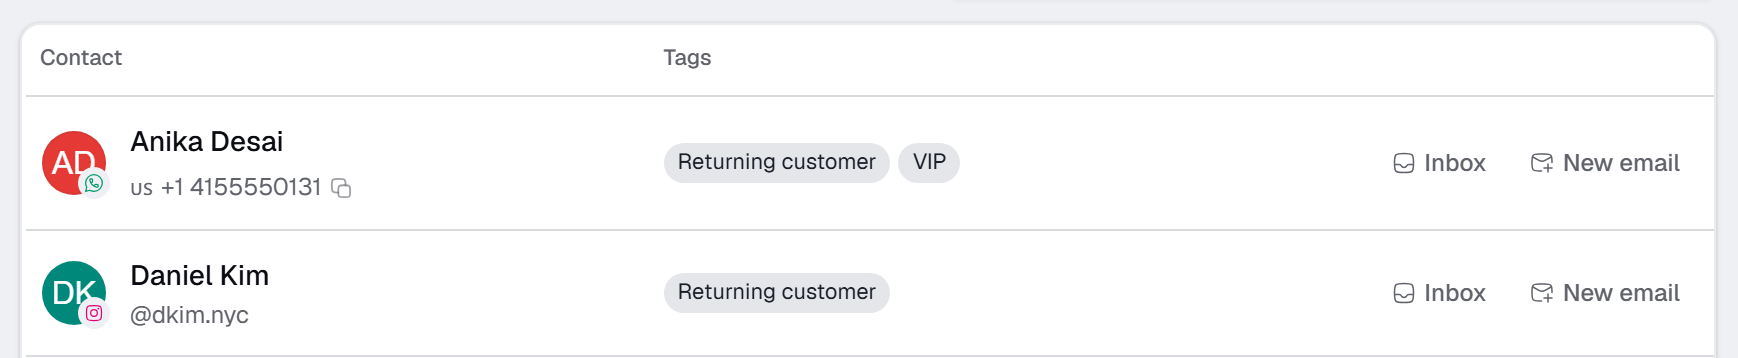 Contact Tags
AD Anika Desai Returning customer VIP Inbox New email
US +1 4155550131
DK Daniel Kim Returning customer Inbox New email
@dkim.nyc